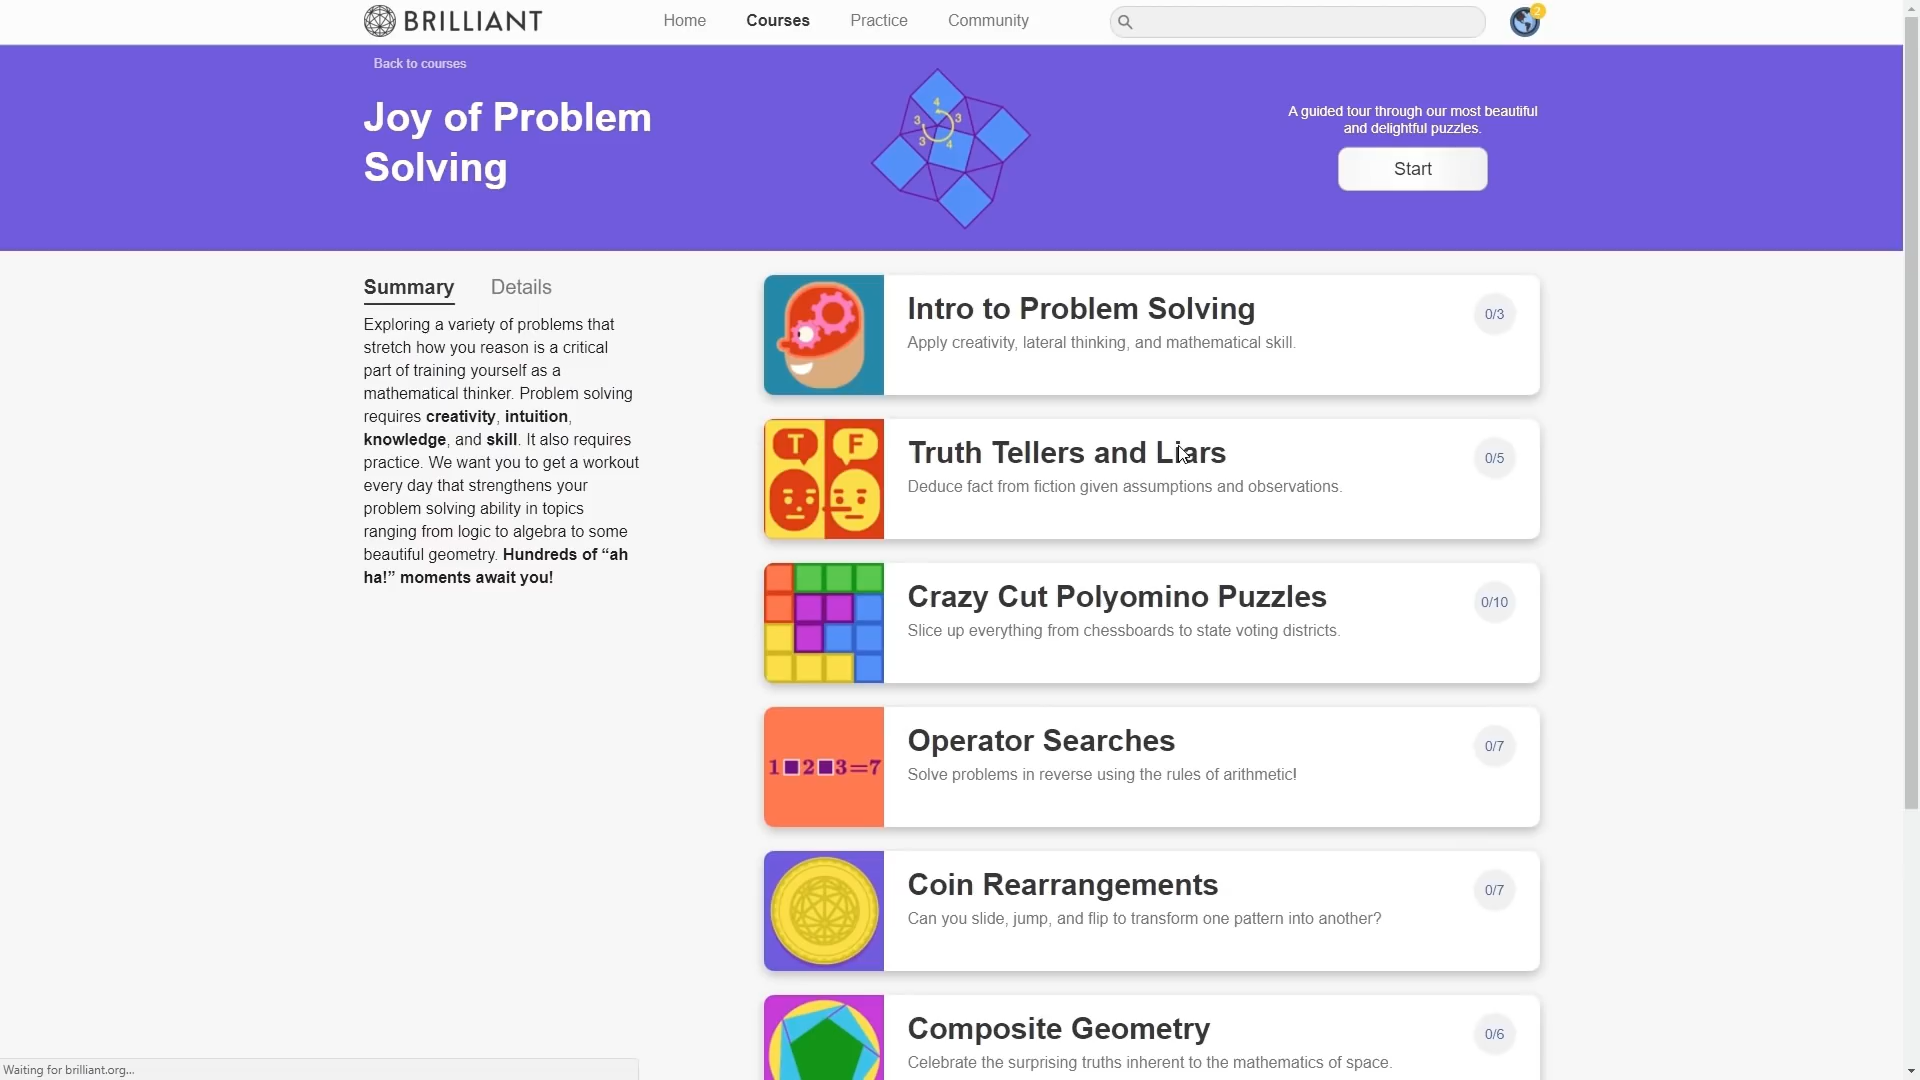 BRILLIANT
Home
Courses
Practice
Community
2
Back to courses
Joy of Problem
Solving
4
3
3
3
4
A guided tour through our most beautiful
and delightful puzzles.
Start
Summary
Details
Exploring a variety of problems that
stretch how you reason is a critical
part of training yourself as a
mathematical thinker. Problem solving
requires creativity, intuition,
knowledge, and skill. It also requires
practice. We want you to get a workout
every day that strengthens your
problem solving ability in topics
ranging from logic to algebra to some
beautiful geometry. Hundreds of “ah
ha!” moments await you!
Intro to Problem Solving
0/3
Apply creativity, lateral thinking, and mathematical skill.
T
F
Truth Tellers and Liars
0/5
Deduce fact from fiction given assumptions and observations.
Crazy Cut Polyomino Puzzles
0/10
Slice up everything from chessboards to state voting districts.
1■2■3=7
Operator Searches
0/7
Solve problems in reverse using the rules of arithmetic!
Coin Rearrangements
0/7
Can you slide, jump, and flip to transform one pattern into another?
Composite Geometry
0/6
Celebrate the surprising truths inherent to the mathematics of space.
Waiting for brilliant.org...